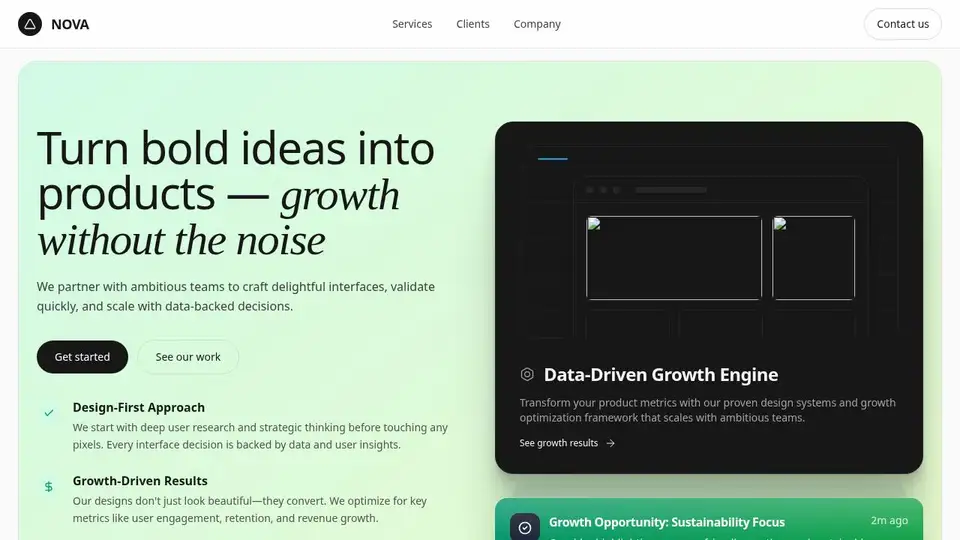 NOVA
Services
Clients
Company
Contact us
Turn bold ideas into
products — growth
without the noise
We partner with ambitious teams to craft delightful interfaces, validate
quickly, and scale with data-backed decisions.
Get started
See our work
Design-First Approach
We start with deep user research and strategic thinking before touching any
pixels. Every interface decision is backed by data and user insights.
Growth-Driven Results
Our designs don't just look beautiful—they convert. We optimize for key
metrics like user engagement, retention, and revenue growth.
Data-Driven Growth Engine
Transform your product metrics with our proven design systems and growth
optimization framework that scales with ambitious teams.
See growth results
Growth Opportunity: Sustainability Focus
2m ago